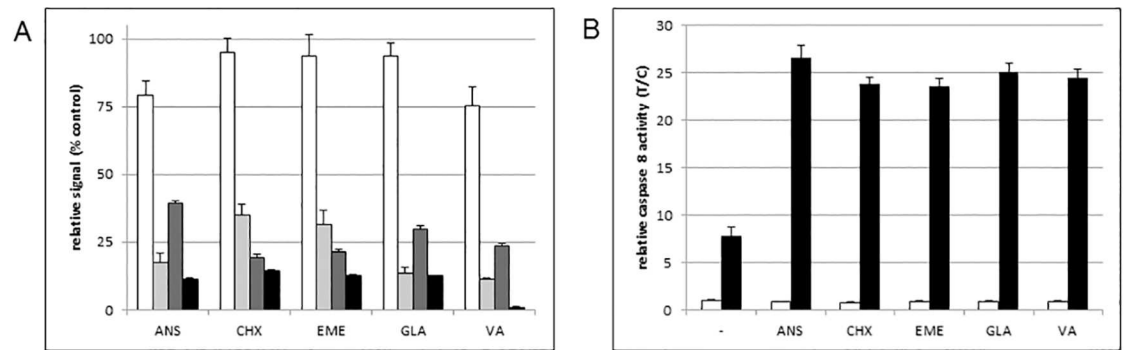 A
relative signal (% control)
100
75
50
25
0
ANS CHX EME GLA VA
B
relative caspase 8 activity (T/C)
30
25
20
15
10
5
0
- ANS CHX EME GLA VA